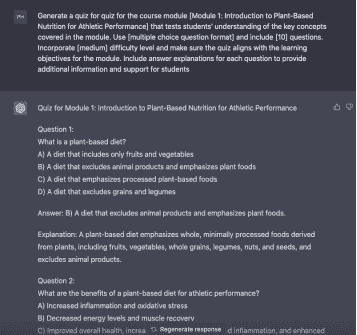 Generate a quiz for quiz for the course module [Module 1: Introduction to Plant-Based
Nutrition for Athletic Performance] that tests students' understanding of the key concepts
covered in the module. Use [multiple choice question format] and include [10] questions.
Incorporate [medium] difficulty level and make sure the quiz aligns with the learning
objectives for the module. Include answer explanations for each question to provide
additional information and support for students
Quiz for Module 1: Introduction to Plant-Based Nutrition for Athletic Performance
Question 1:
What is a plant-based diet?
A) A diet that includes only fruits and vegetables
B) A diet that excludes animal products and emphasizes plant foods
C) A diet that emphasizes processed plant-based foods
D) A diet that excludes grains and legumes
Answer: B) A diet that excludes animal products and emphasizes plant foods.
Explanation: A plant-based diet emphasizes whole, minimally processed foods derived
from plants, including fruits, vegetables, whole grains, legumes, nuts, and seeds, and
excludes animal products.
Question 2:
What are the benefits of a plant-based diet for athletic performance?
A) Increased inflammation and oxidative stress
B) Decreased energy levels and muscle recovery
C) Improved overall health, increa
Regenerate response
d inflammation, and enhanced